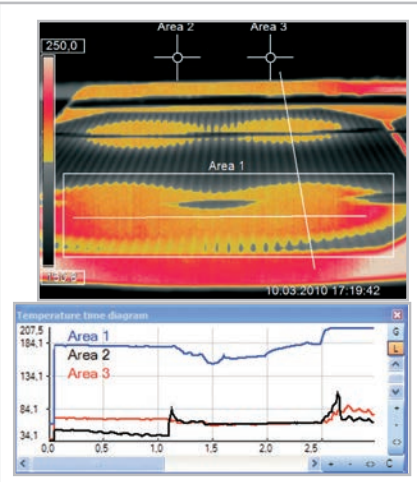 Area 2
Area 3
250,0
Area 1
130,6
10.03.2010 17:19:42
Temperature time diagram
207,5
184,1
134,1
84,1
34,1
Area 1
Area 2
Area 3
0,0
0,5
1,0
1,5
2,0
2,5
G
L
C